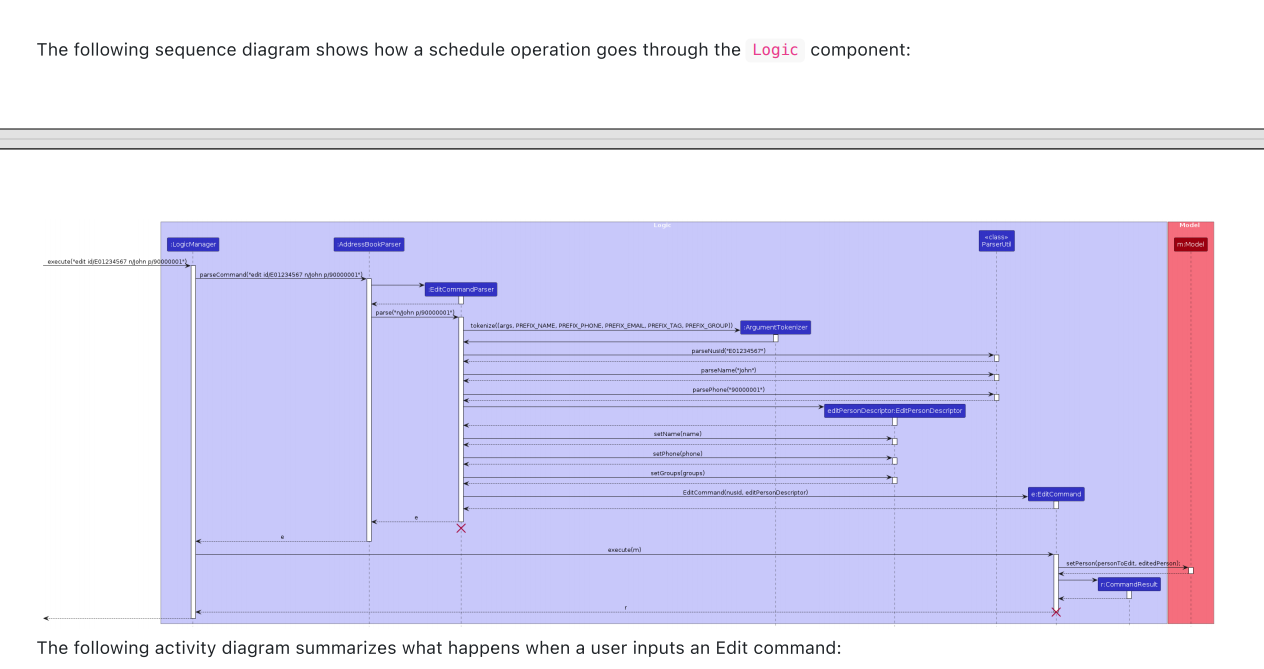 The following sequence diagram shows how a schedule operation goes through the Logic component:
Logic
Model
:LogicManager
:AddressBookParser
«class»
ParserUtil
m:Model
execute("edit id/E01234567 n/john p/90000001")
parseCommand("edit id/E01234567 n/john p/90000001")
:EditCommandParser
parse("n/john p/90000001")
tokenize((args, PREFIX_NAME, PREFIX_PHONE, PREFIX_EMAIL, PREFIX_TAG, PREFIX_GROUP))
:ArgumentTokenizer
parseNusId("E01234567")
parseName("John")
parsePhone("90000001")
editPersonDescriptor:EditPersonDescriptor
setName(name)
setPhone(phone)
setGroups(groups)
EditCommand(nusId, editPersonDescriptor)
e:EditCommand
e
e
execute(m)
setPerson(personToEdit, editedPerson);
r:CommandResult
r
The following activity diagram summarizes what happens when a user inputs an Edit command: